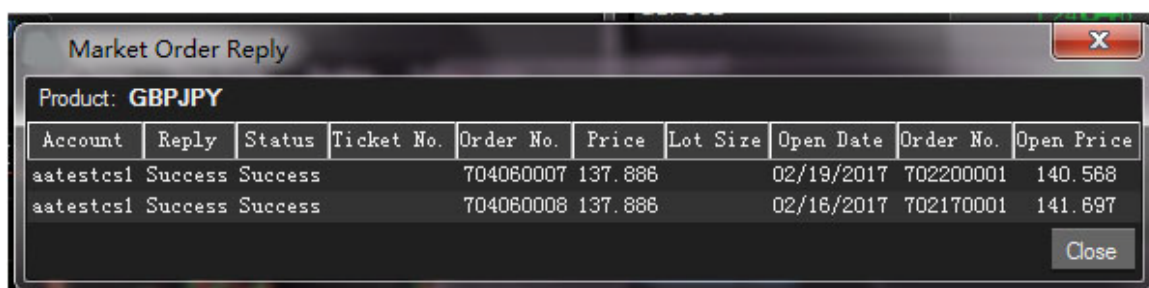 Market Order Reply
Product: GBPJPY
Account Reply Status Ticket No. Order No. Price Lot Size Open Date Order No. Open Price
aatestcs1 Success Success 704060007 137.886 02/19/2017 702200001 140.568
aatestcs1 Success Success 704060008 137.886 02/16/2017 702170001 141.697
Close